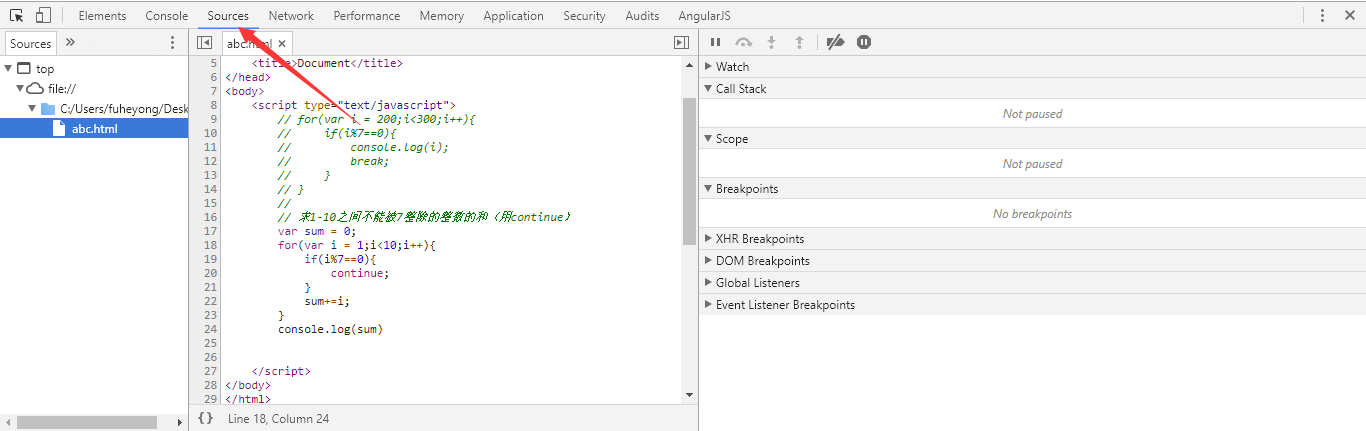 Elements Console Sources Network Performance Memory Application Security Audits AngularJS
Sources
abc.html
top
file://
C:/Users/fuheyong/Desk
abc.html
5 <title>Document</title>
6 </head>
7 <body>
8 <script type="text/javascript">
9 // for(var i = 200;i<300;i++){
10 // if(i%7==0){
11 // console.log(i);
12 // break;
13 // }
14 // }
15 //
16 // 求1-10之间不能被7整除的整数的和（用continue）
17 var sum = 0;
18 for(var i = 1;i<10;i++){
19 if(i%7==0){
20 continue;
21 }
22 sum+=i;
23 }
24 console.log(sum)
25
26
27 </script>
28 </body>
29 </html>
{} Line 18, Column 24
Watch
Call Stack
Not paused
Scope
Not paused
Breakpoints
No breakpoints
XHR Breakpoints
DOM Breakpoints
Global Listeners
Event Listener Breakpoints